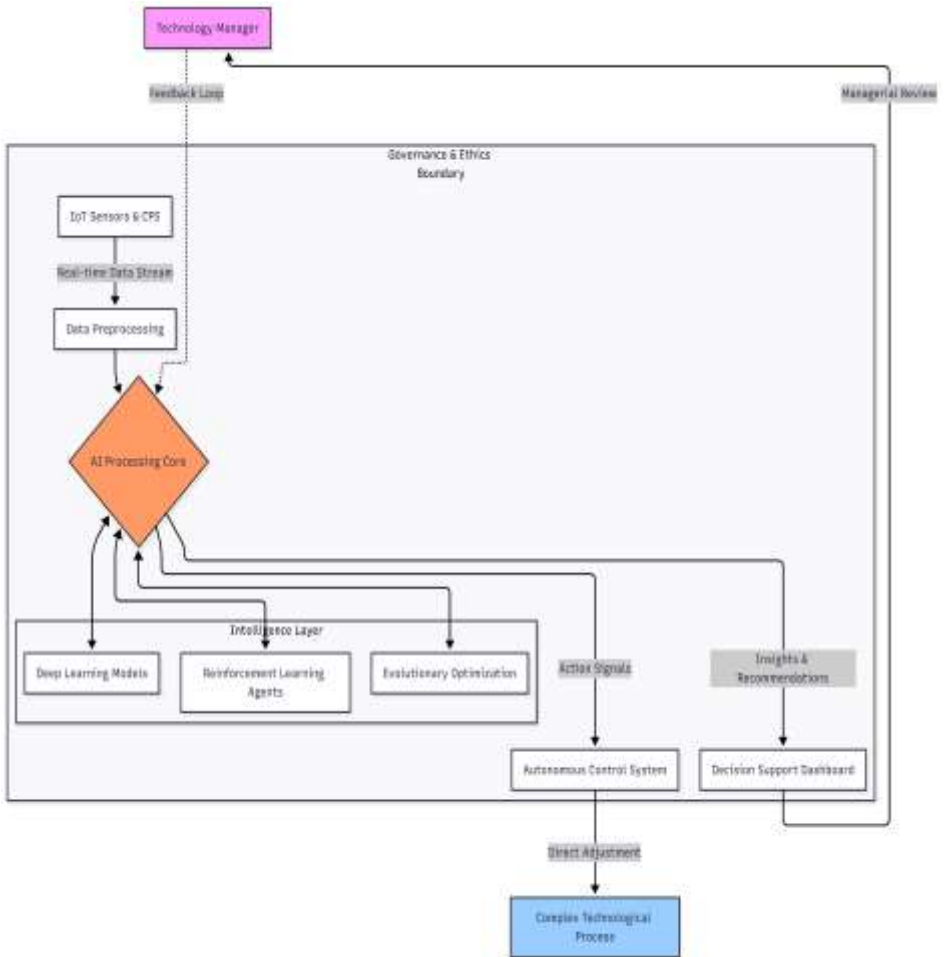 Technology Manager
Feedback Loop
Managerial Review
Governance & Ethics
Boundary
IoT Sensors & CPS
Real-time Data Stream
Data Preprocessing
AI Processing Core
Intelligence Layer
Deep Learning Models
Reinforcement Learning
Agents
Evolutionary Optimization
Action Signals
Insights &
Recommendations
Autonomous Control System
Decision Support Dashboard
Direct Adjustment
Complex Technological
Process